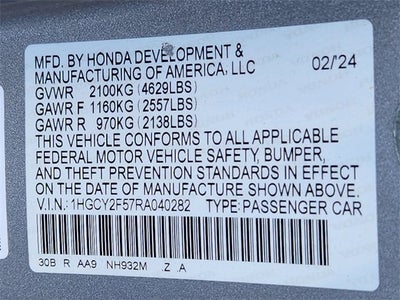 MFD. BY HONDA DEVELOPMENT &
MANUFACTURING OF AMERICA, LLC 02/'24
GVWR 2100KG (4629LBS)
GAWR F 1160KG (2557LBS)
GAWR R 970KG (2138LBS)
THIS VEHICLE CONFORMS TO ALL APPLICABLE
FEDERAL MOTOR VEHICLE SAFETY, BUMPER,
AND THEFT PREVENTION STANDARDS IN EFFECT
ON THE DATE OF MANUFACTURE SHOWN ABOVE.
V.I.N.: 1HGCY2F57RA040282 TYPE: PASSENGER CAR
30B R AA9 NH932M .Z .A